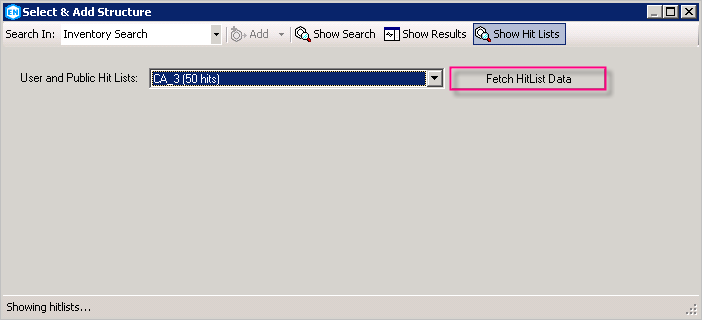 EN Select & Add Structure
Search In: Inventory Search Add Show Search Show Results Show Hit Lists
User and Public Hit Lists: CA_3 (50 hits) Fetch HitList Data
Showing hitlists...